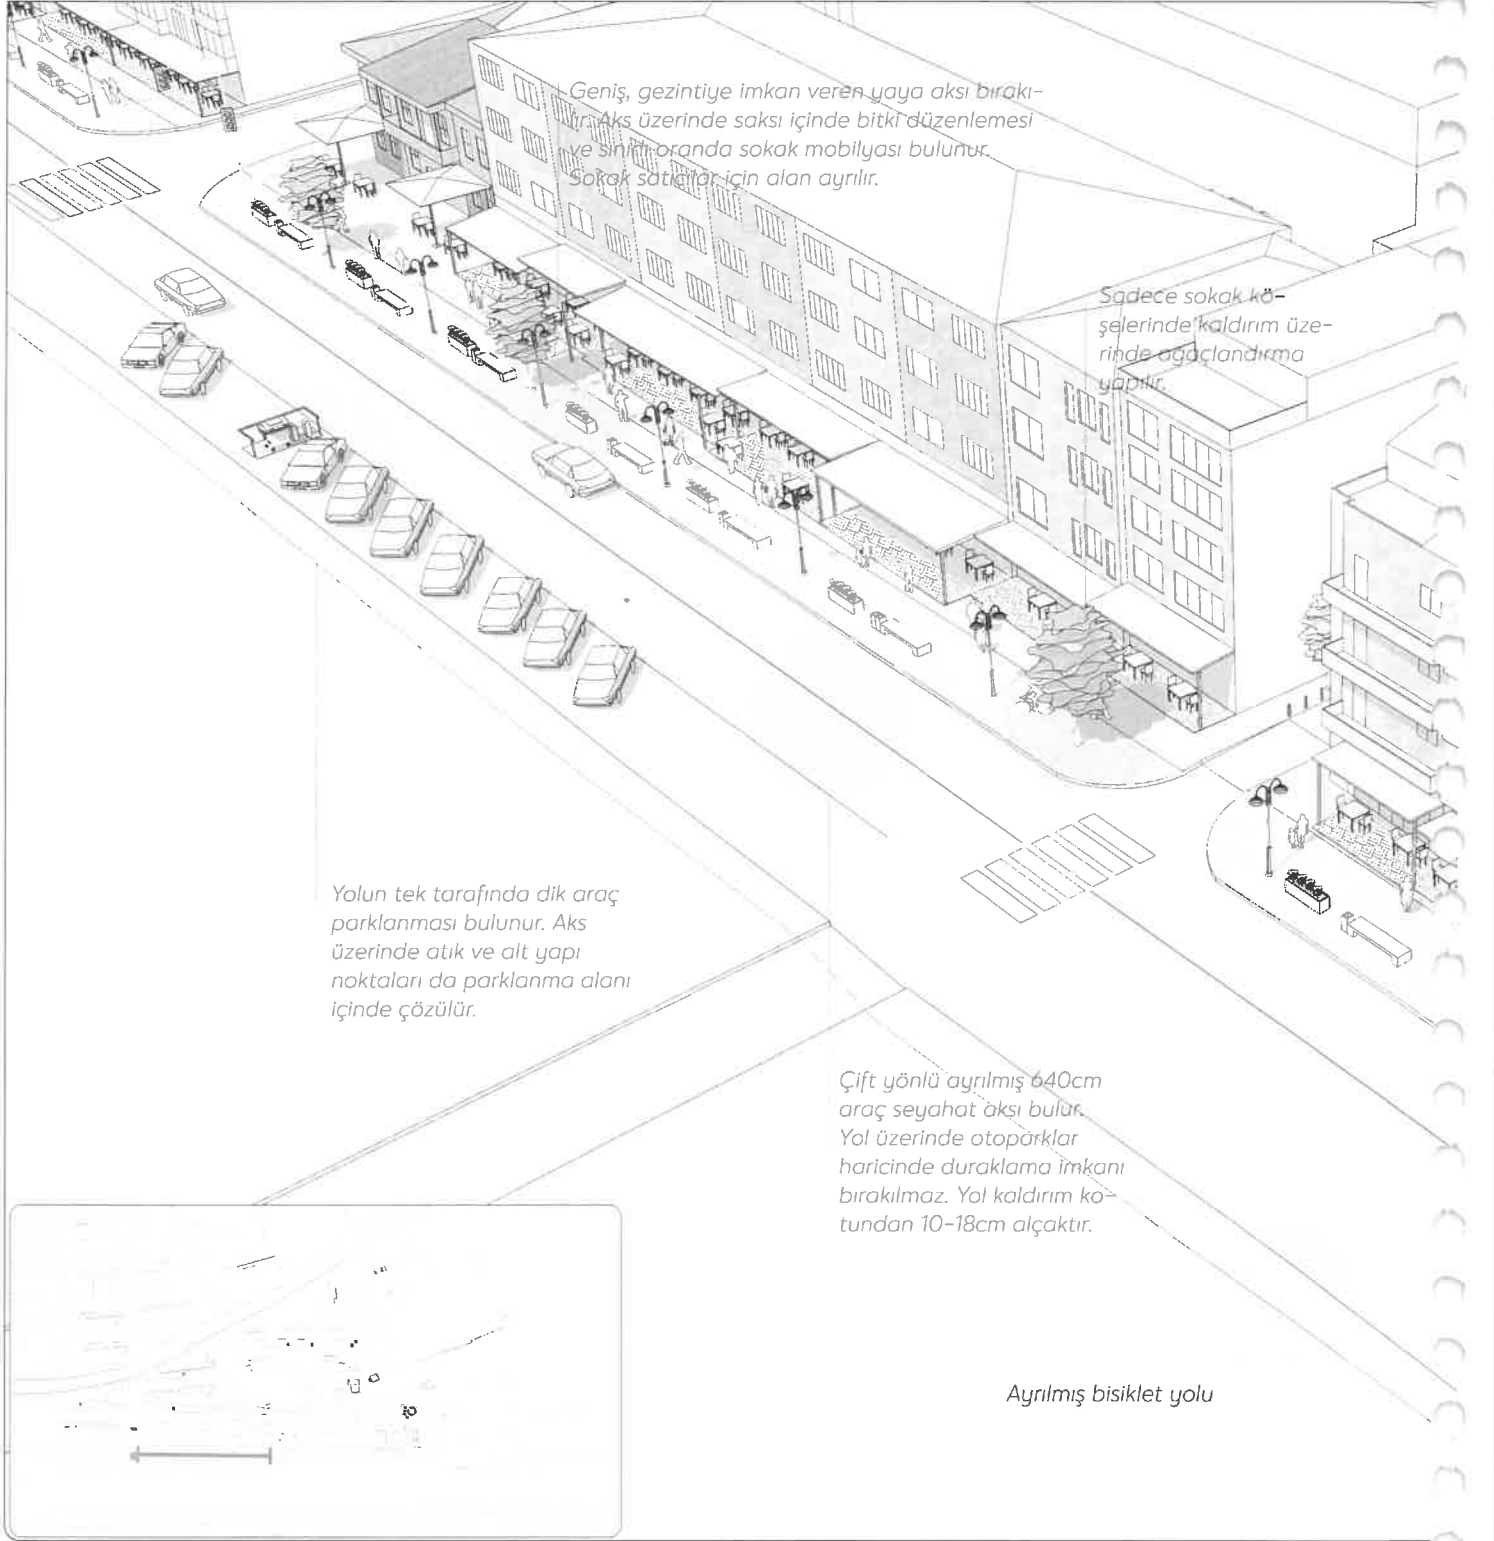 Geniş, gezintiye imkan veren yaya aksı bırakı-
lır. Aks üzerinde saksı içinde bitki düzenlemesi
ve sınırlı oranda sokak mobilyası bulunur.
Sokak satıcılar için alan ayrılır.
Sadece sokak kö-
şelerinde kaldırım üze-
rinde ağaçlandırma
yapılır.
Yolun tek tarafında dik araç
parklanması bulunur. Aks
üzerinde atık ve alt yapı
noktaları da parklanma alanı
içinde çözülür.
Çift yönlü ayrılmış 640cm
araç seyahat aksı bulur.
Yol üzerinde otoparklar
haricinde duraklama imkanı
bırakılmaz. Yol kaldırım ko-
tundan 10-18cm alçaktır.
Ayrılmış bisiklet yolu